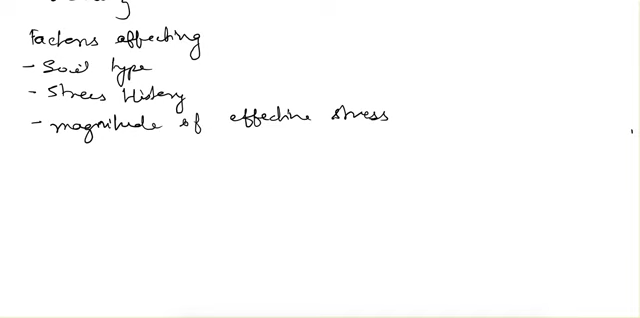 Factors affecting
- Soil type
- Stress History
- magnitude of effective stress